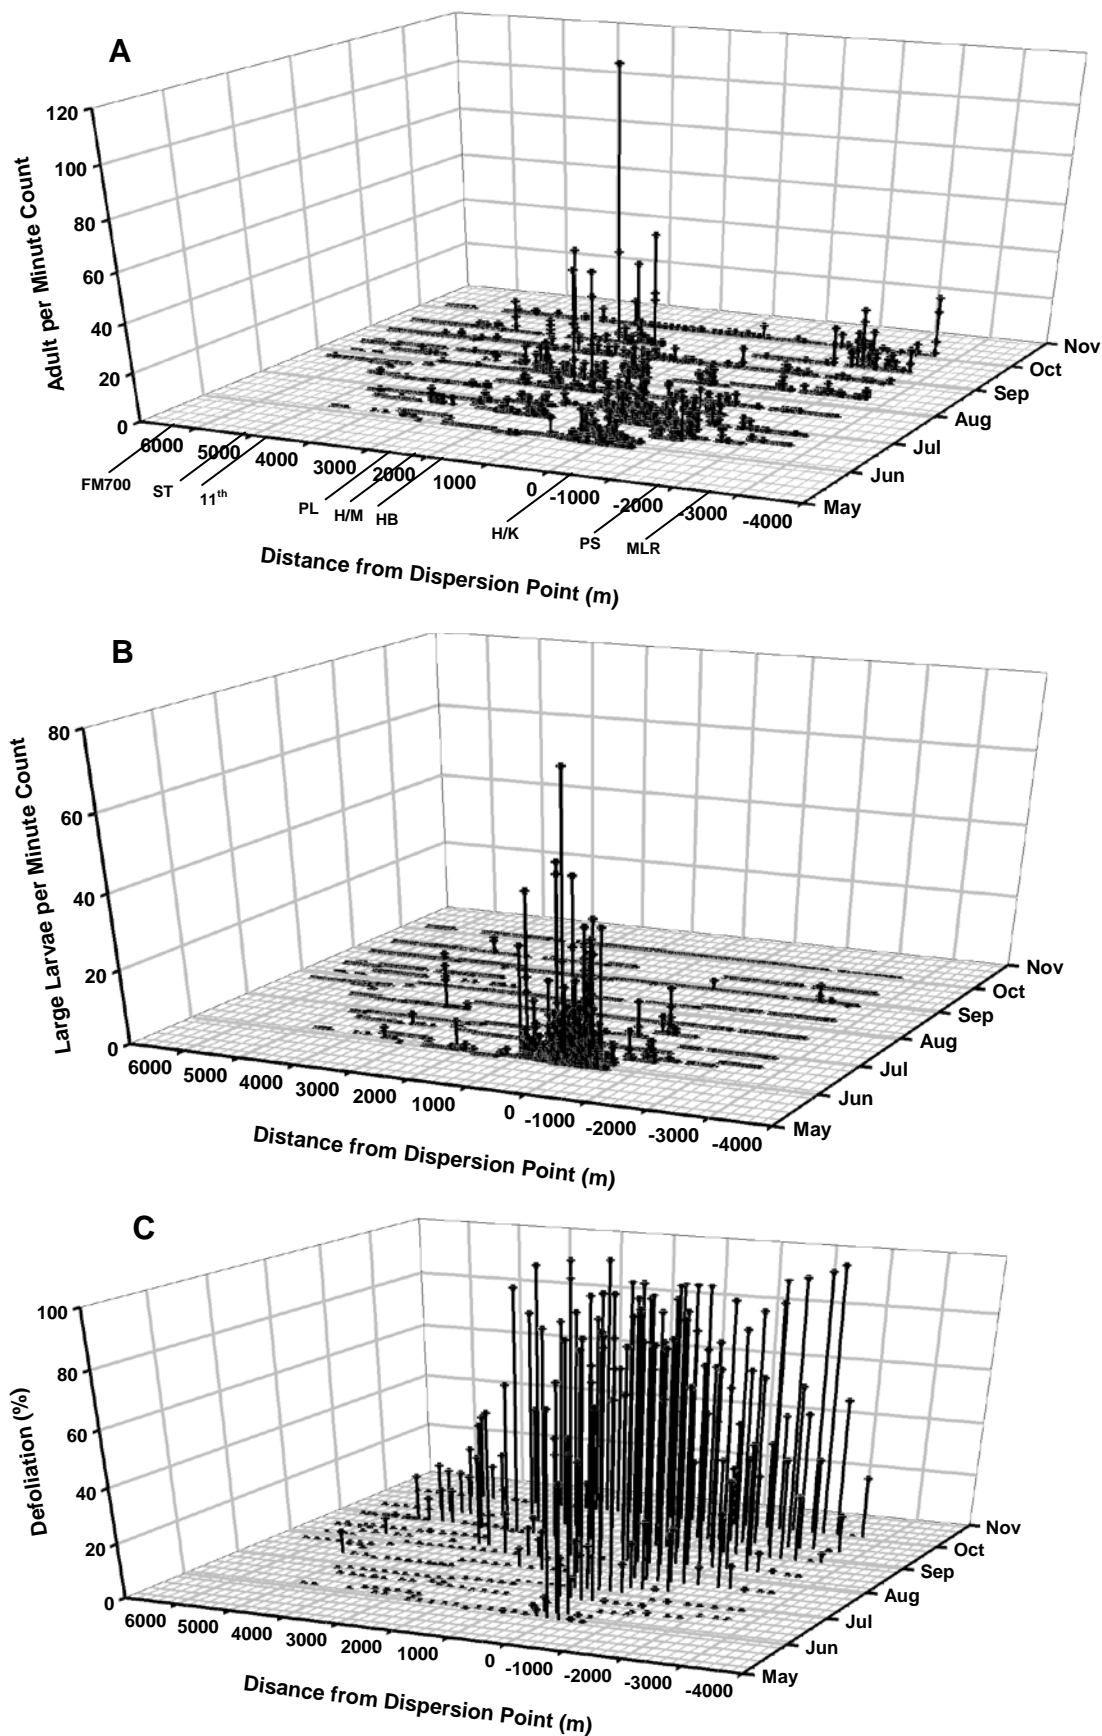 A
120
100
80
60
40
20
0
Adult per Minute Count
6000
5000
4000
3000
2000
1000
0
-1000
-2000
-3000
-4000
FM700
ST
11th
PL
H/M
HB
H/K
PS
MLR
Nov
Oct
Sep
Aug
Jul
Jun
May
Distance from Dispersion Point (m)
B
80
60
40
20
0
Large Larvae per Minute Count
6000
5000
4000
3000
2000
1000
0
-1000
-2000
-3000
-4000
Nov
Oct
Sep
Aug
Jul
Jun
May
Distance from Dispersion Point (m)
C
100
80
60
40
20
0
Defoliation (%)
6000
5000
4000
3000
2000
1000
0
-1000
-2000
-3000
-4000
Nov
Oct
Sep
Aug
Jul
Jun
May
Disance from Dispersion Point (m)